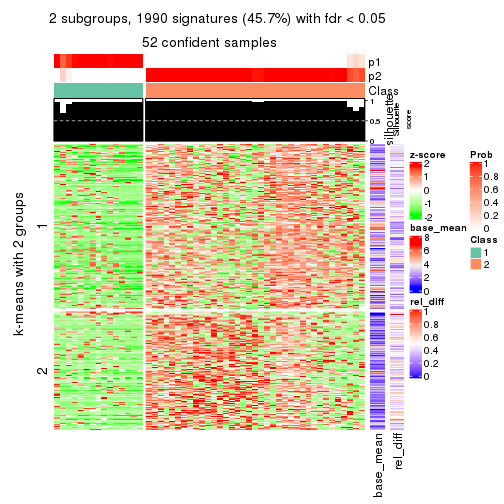 2 subgroups, 1990 signatures (45.7%) with fdr < 0.05
52 confident samples
p1
p2
Class
1
0.5
0
silhouette
Silhouette
score
k-means with 2 groups
1
2
base_mean
rel_diff
z-score
2
1
0
-1
-2
base_mean
8
6
4
2
0
rel_diff
1
0.8
0.6
0.4
0.2
0
Prob
1
0.8
0.6
0.4
0.2
0
Class
1
2